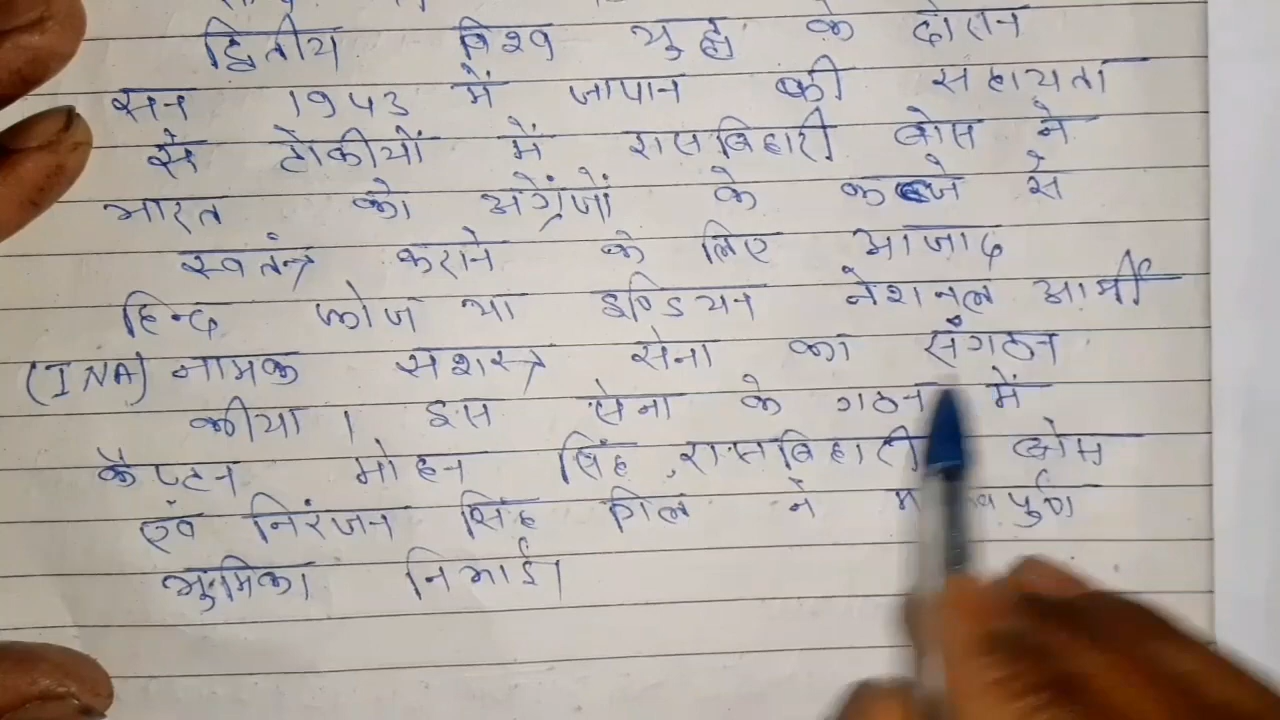 द्वितीय विश्व युद्ध के दौरान
सन 1943 में जापान की सहायता
से टोकीयों में रासबिहारी बोस ने
भारत को अंग्रेंजों के कब्जे से
स्वतंन्त्र कराने के लिए आजाद
हिन्द फोज या इण्डियन नेशनल आर्मी
(INA) नामक सशस्त्र सेना का संगठन
कीया। इस सेना के गठन में
कैप्टन मोहन सिंह, रासबिहारी बोस
एंव निरंजन सिंह गिल ने
भुमिका निभाई।